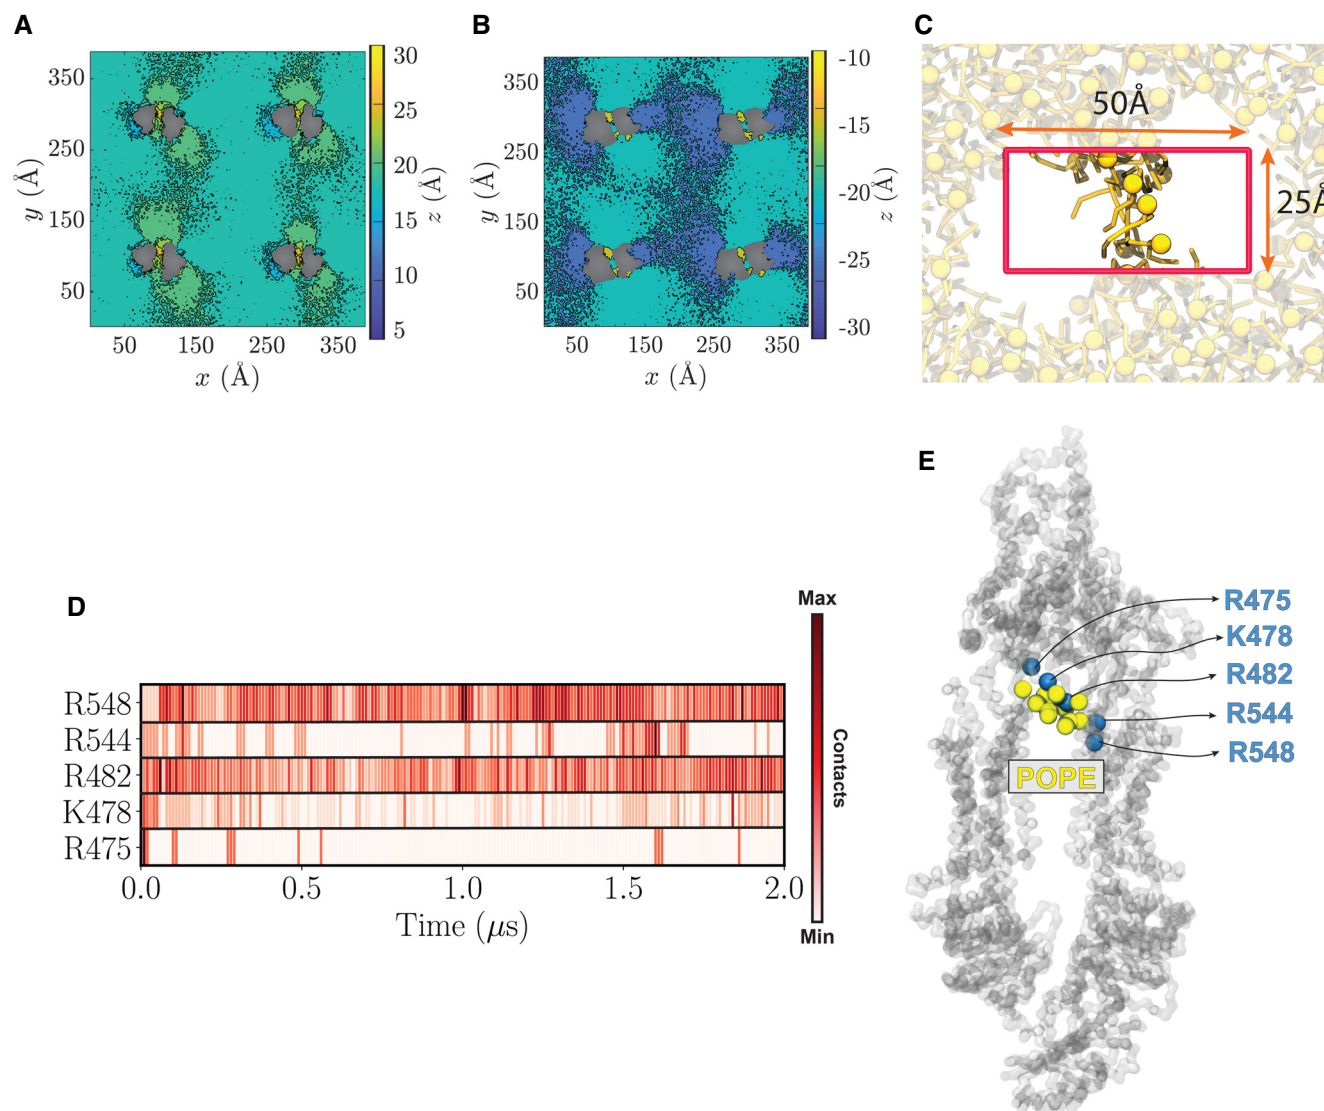 A
B
C
350
250
150
50
y (Å)
50
150
250
350
x (Å)
30
25
20
15
10
5
z (Å)
350
250
150
50
y (Å)
50
150
250
350
x (Å)
-10
-15
-20
-25
-30
z (Å)
50Å
25Å
D
R548
R544
R482
K478
R475
0.0
0.5
1.0
1.5
2.0
Time (μs)
Max
Contacts
Min
E
R475
K478
R482
R544
R548
POPE